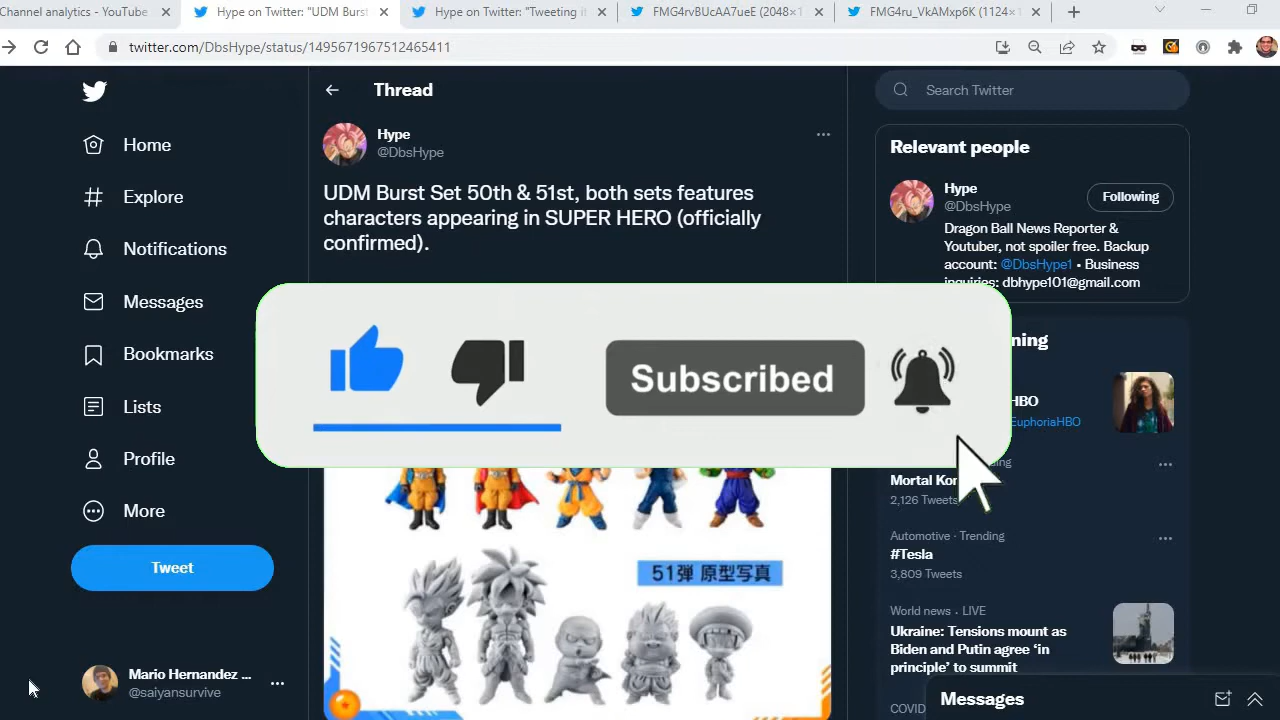 Channel analytics - YouTube
Hype on Twitter: "UDM Burst
Hype on Twitter: "Tweeting i
FMG4rvBUcAA7ueE (2048×1
FMG4ru_VkAMxp6K (1124×
twitter.com/DbsHype/status/1495671967512465411
Home
Explore
Notifications
Messages
Bookmarks
Lists
Profile
More
Tweet
Mario Hernandez ...
@saiyansurvive
Thread
Hype
@DbsHype
UDM Burst Set 50th & 51st, both sets features
characters appearing in SUPER HERO (officially
confirmed).
Subscribed
51弾 原型写真
Search Twitter
Relevant people
Hype
@DbsHype
Following
Dragon Ball News Reporter &
Youtuber, not spoiler free. Backup
account: @DbsHype1 • Business
inquiries: dbhype101@gmail.com
ning
HBO
EuphoriaHBO
nding
Mortal Ko
2,126 Tweets
Automotive · Trending
#Tesla
3,809 Tweets
World news · LIVE
Ukraine: Tensions mount as
Biden and Putin agree ‘in
principle’ to summit
COVID
Messages